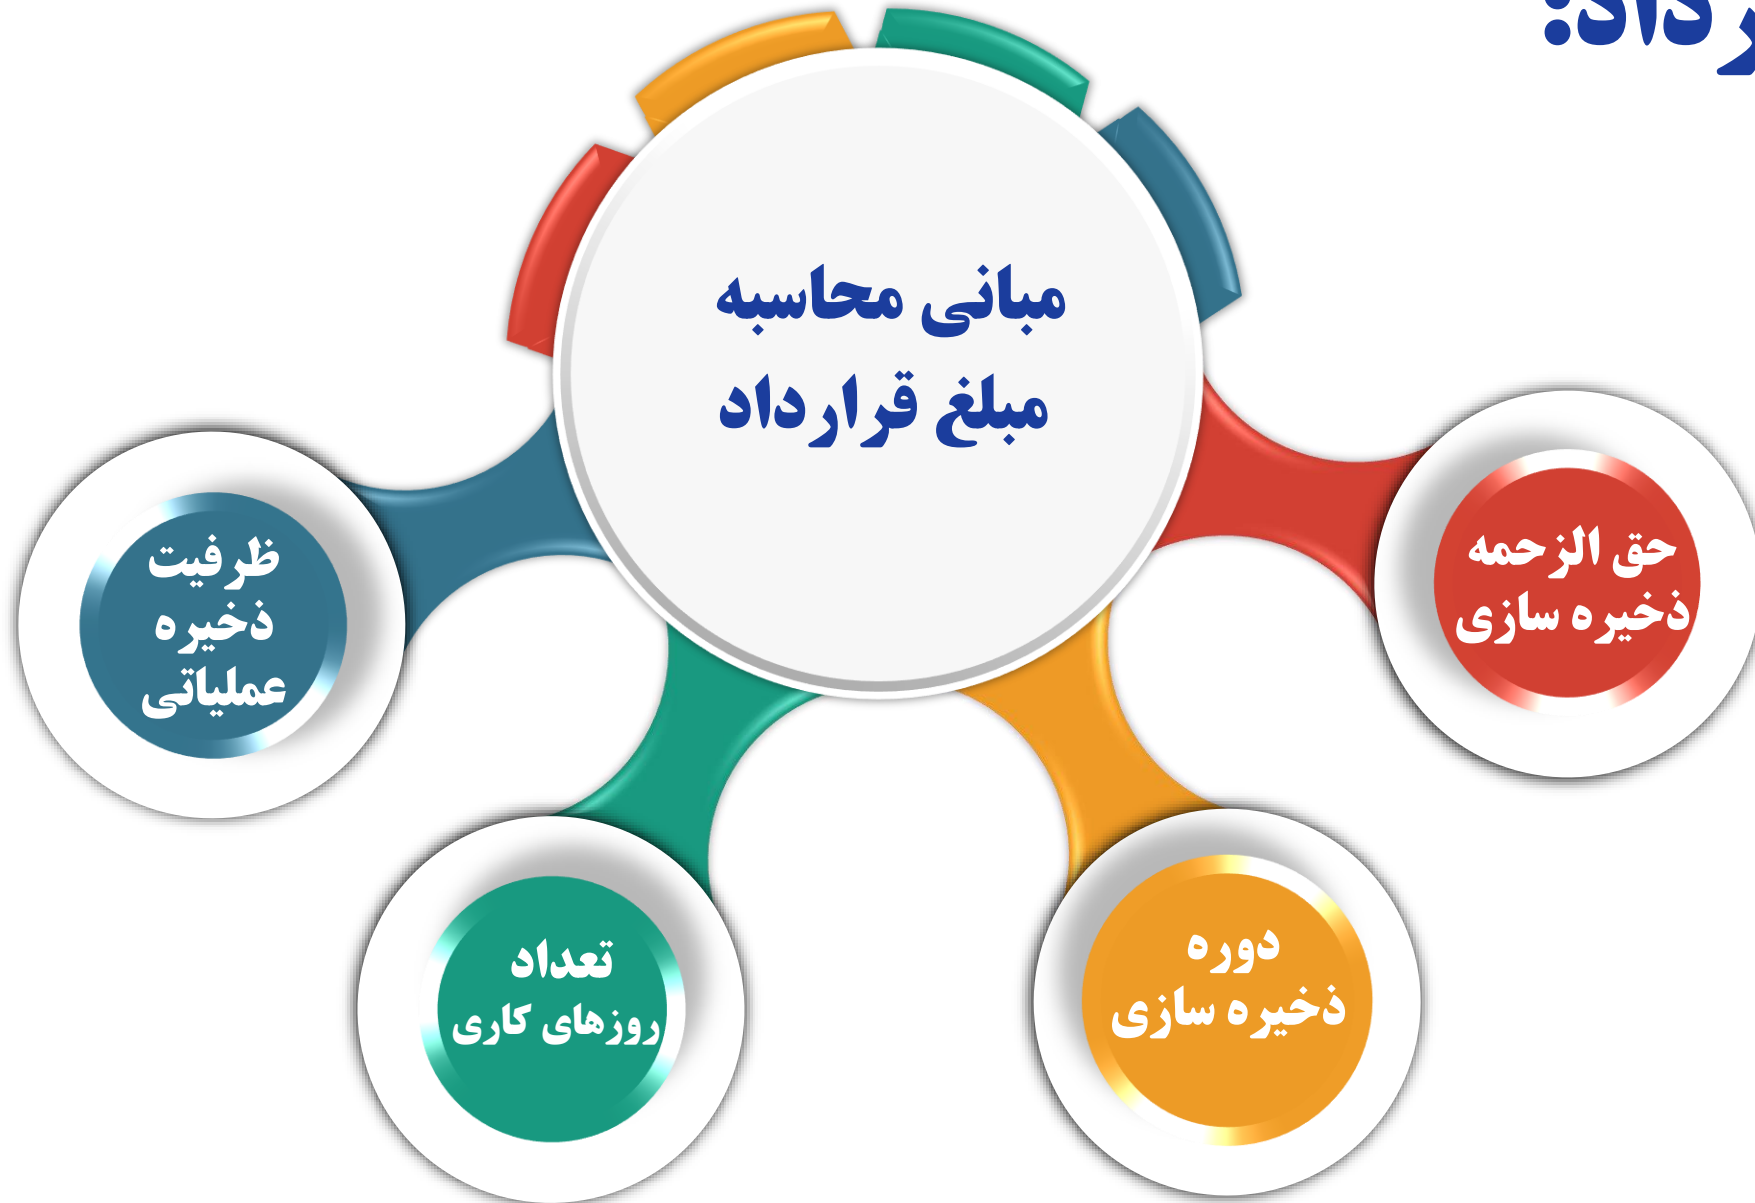 مبانی محاسبه
مبلغ قرارداد
حق الزحمه
ذخیره سازی
دوره
ذخیره سازی
تعداد
روزهای کاری
ظرفیت
ذخیره
عملیاتی